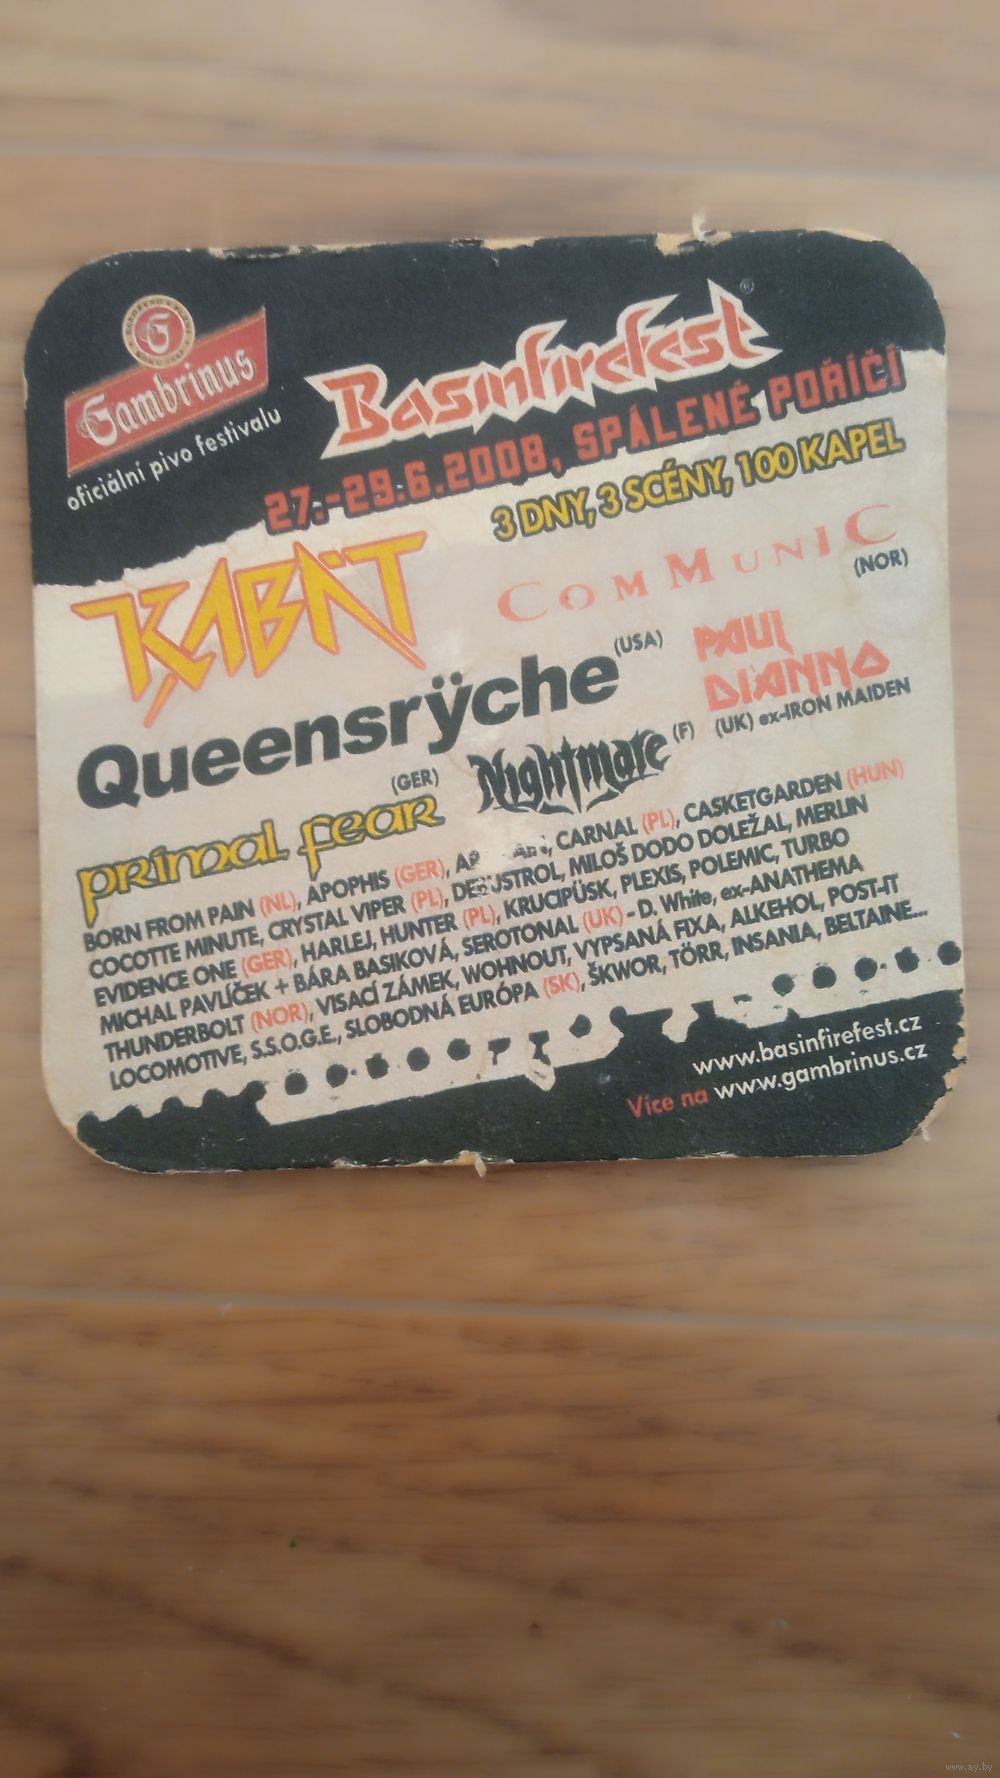 Gambrinus
oficiální pivo festivalu
Basinfirefest ®
27.-29.6.2008, SPÁLENÉ POŘÍČÍ
3 DNY, 3 SCÉNY, 100 KAPEL
KABÁT
COMMUNIC
(NOR)
Queensrÿche (USA)
PAUL
DIANNO
(UK) ex-IRON MAIDEN
primal fear (GER)
Nightmare (F)
BORN FROM PAIN (NL), APOPHIS (GER), CARNAL (PL), CASKETGARDEN (HUN)
COCOTTE MINUTE, CRYSTAL VIPER (PL), MILOŠ DODO DOLEŽAL, MERLIN
EVIDENCE ONE (GER), HARLEJ, HUNTER (PL), KRUCIPÜSK, PLEXIS, POLEMIC, TURBO
MICHAL PAVLÍČEK + BÁRA BASIKOVÁ, SEROTONAL (UK) - D. White, ex-ANATHEMA
THUNDERBOLT (NOR), VISACÍ ZÁMEK, WOHNOUT, VYPSANÁ FIXA, ALKEHOL, POST-IT
LOCOMOTIVE, S.S.O.G.E., SLOBODNÁ EURÓPA (SK), ŠKWOR, TÖRR, INSANIA, BELTAINE...
www.basinfirefest.cz
Více na www.gambrinus.cz
www.ay.by